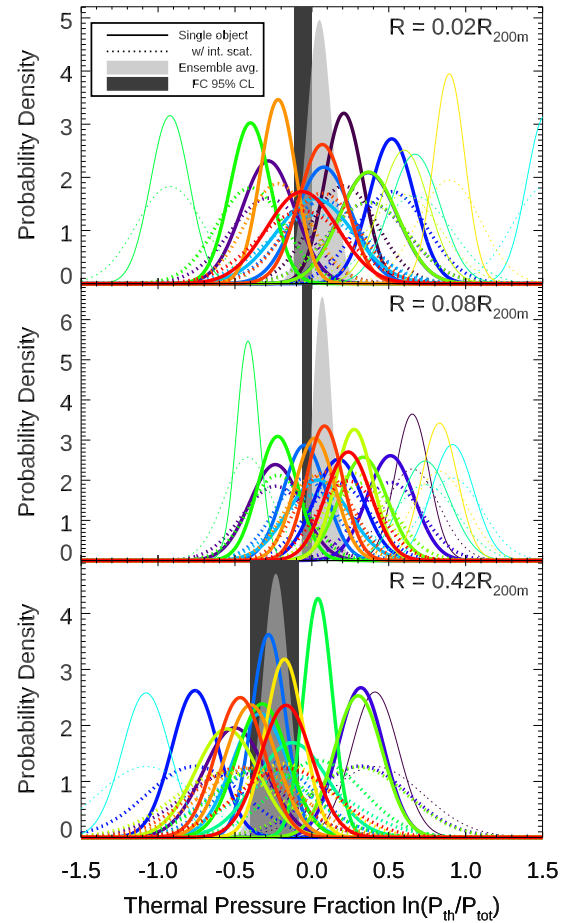 Single object
w/ int. scat.
Ensemble avg.
FC 95% CL
R = 0.02R200m
Probability Density
5
4
3
2
1
0
R = 0.08R200m
Probability Density
6
5
4
3
2
1
0
R = 0.42R200m
Probability Density
4
3
2
1
0
-1.5 -1.0 -0.5 0.0 0.5 1.0 1.5
Thermal Pressure Fraction ln(Pth/Ptot)